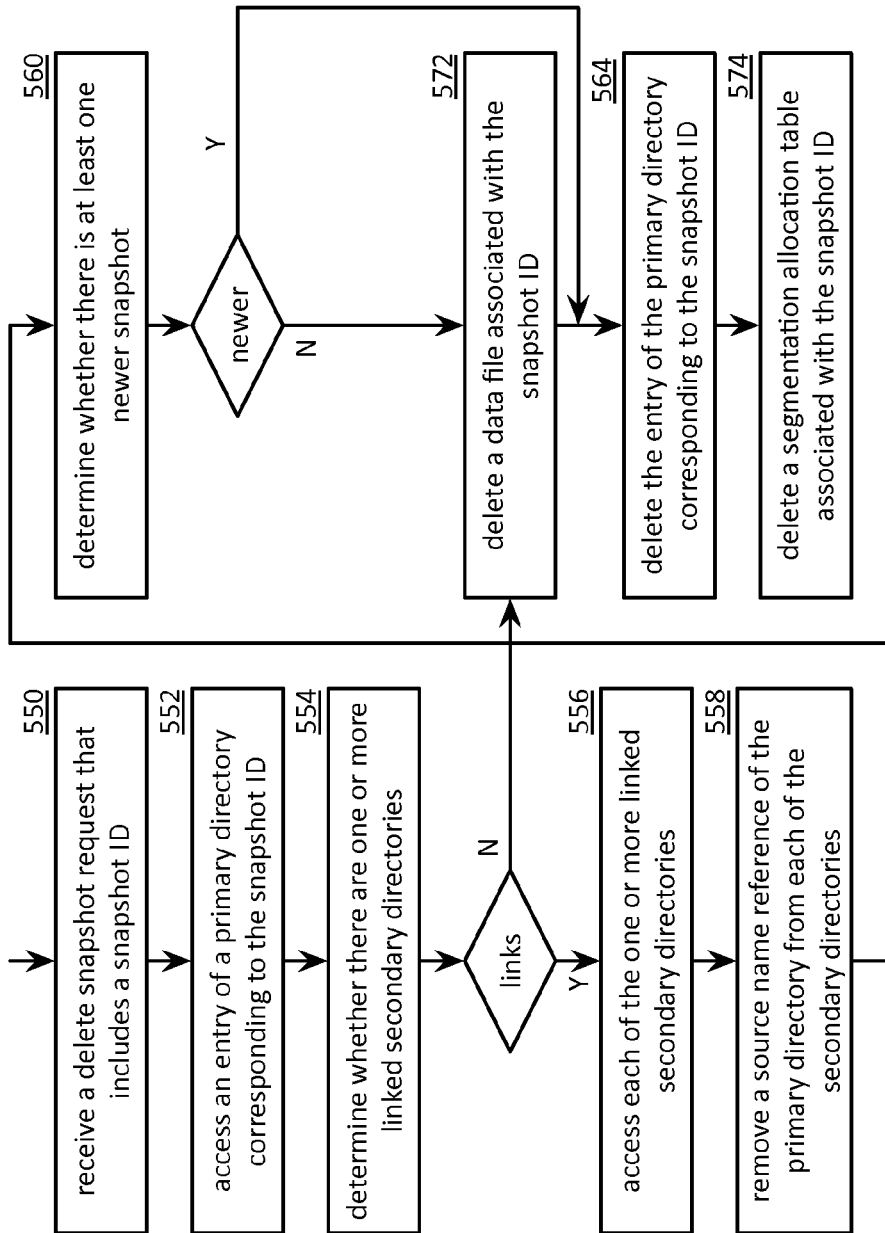 550
receive a delete snapshot request that
includes a snapshot ID
552
access an entry of a primary directory
corresponding to the snapshot ID
554
determine whether there are one or more
linked secondary directories
links
N
Y
556
access each of the one or more linked
secondary directories
558
remove a source name reference of the
primary directory from each of the
secondary directories
560
determine whether there is at least one
newer snapshot
newer
Y
N
572
delete a data file associated with the
snapshot ID
564
delete the entry of the primary directory
corresponding to the snapshot ID
574
delete a segmentation allocation table
associated with the snapshot ID